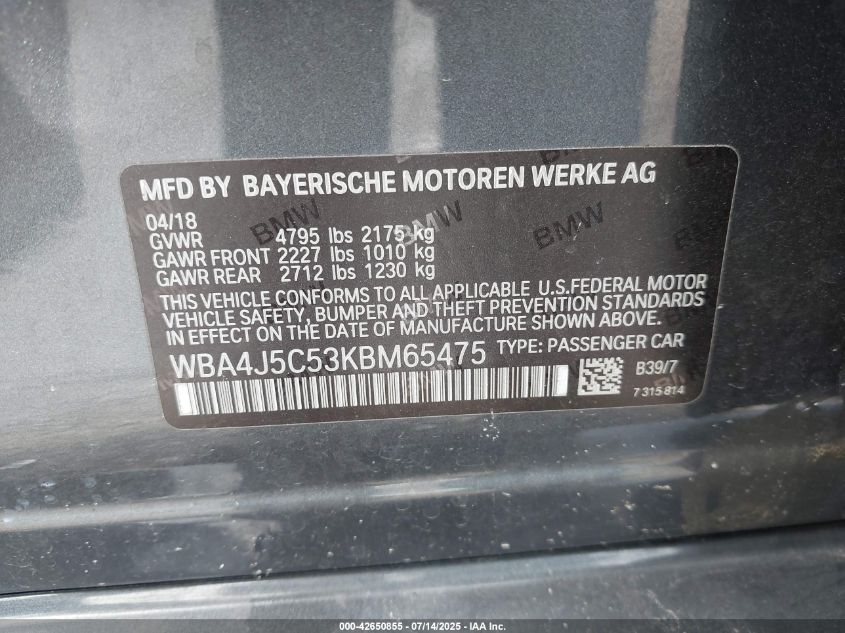 MFD BY BAYERISCHE MOTOREN WERKE AG
04/18
GVWR 4795 lbs 2175 kg
GAWR FRONT 2227 lbs 1010 kg
GAWR REAR 2712 lbs 1230 kg
THIS VEHICLE CONFORMS TO ALL APPLICABLE U.S.FEDERAL MOTOR
VEHICLE SAFETY, BUMPER AND THEFT PREVENTION STANDARDS
IN EFFECT ON THE DATE OF MANUFACTURE SHOWN ABOVE.
WBA4J5C53KBM65475 TYPE: PASSENGER CAR
B39/7
7 315 814
000-42650855 - 07/14/2025 - IAA Inc.